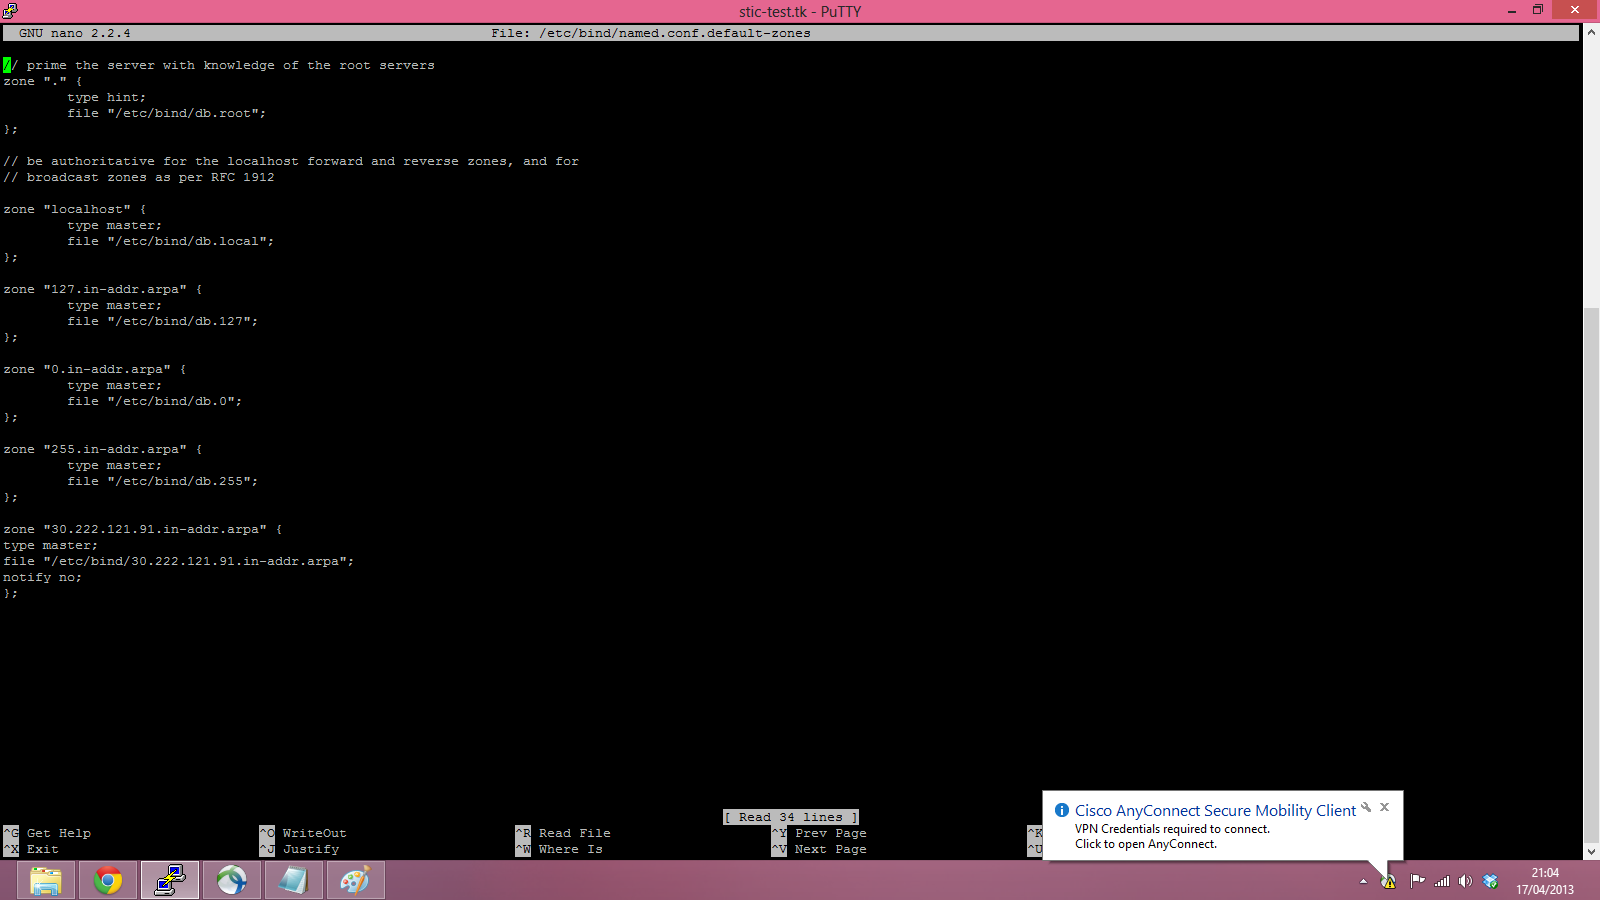 stic-test.tk - PuTTY
GNU nano 2.2.4 File: /etc/bind/named.conf.default-zones
// prime the server with knowledge of the root servers
zone "." {
type hint;
file "/etc/bind/db.root";
};
// be authoritative for the localhost forward and reverse zones, and for
// broadcast zones as per RFC 1912
zone "localhost" {
type master;
file "/etc/bind/db.local";
};
zone "127.in-addr.arpa" {
type master;
file "/etc/bind/db.127";
};
zone "0.in-addr.arpa" {
type master;
file "/etc/bind/db.0";
};
zone "255.in-addr.arpa" {
type master;
file "/etc/bind/db.255";
};
zone "30.222.121.91.in-addr.arpa" {
type master;
file "/etc/bind/30.222.121.91.in-addr.arpa";
notify no;
};
[ Read 34 lines ]
^G Get Help ^O WriteOut ^R Read File ^Y Prev Page ^K
^X Exit ^J Justify ^W Where Is ^V Next Page ^U
Cisco AnyConnect Secure Mobility Client
VPN Credentials required to connect.
Click to open AnyConnect.
21:04
17/04/2013